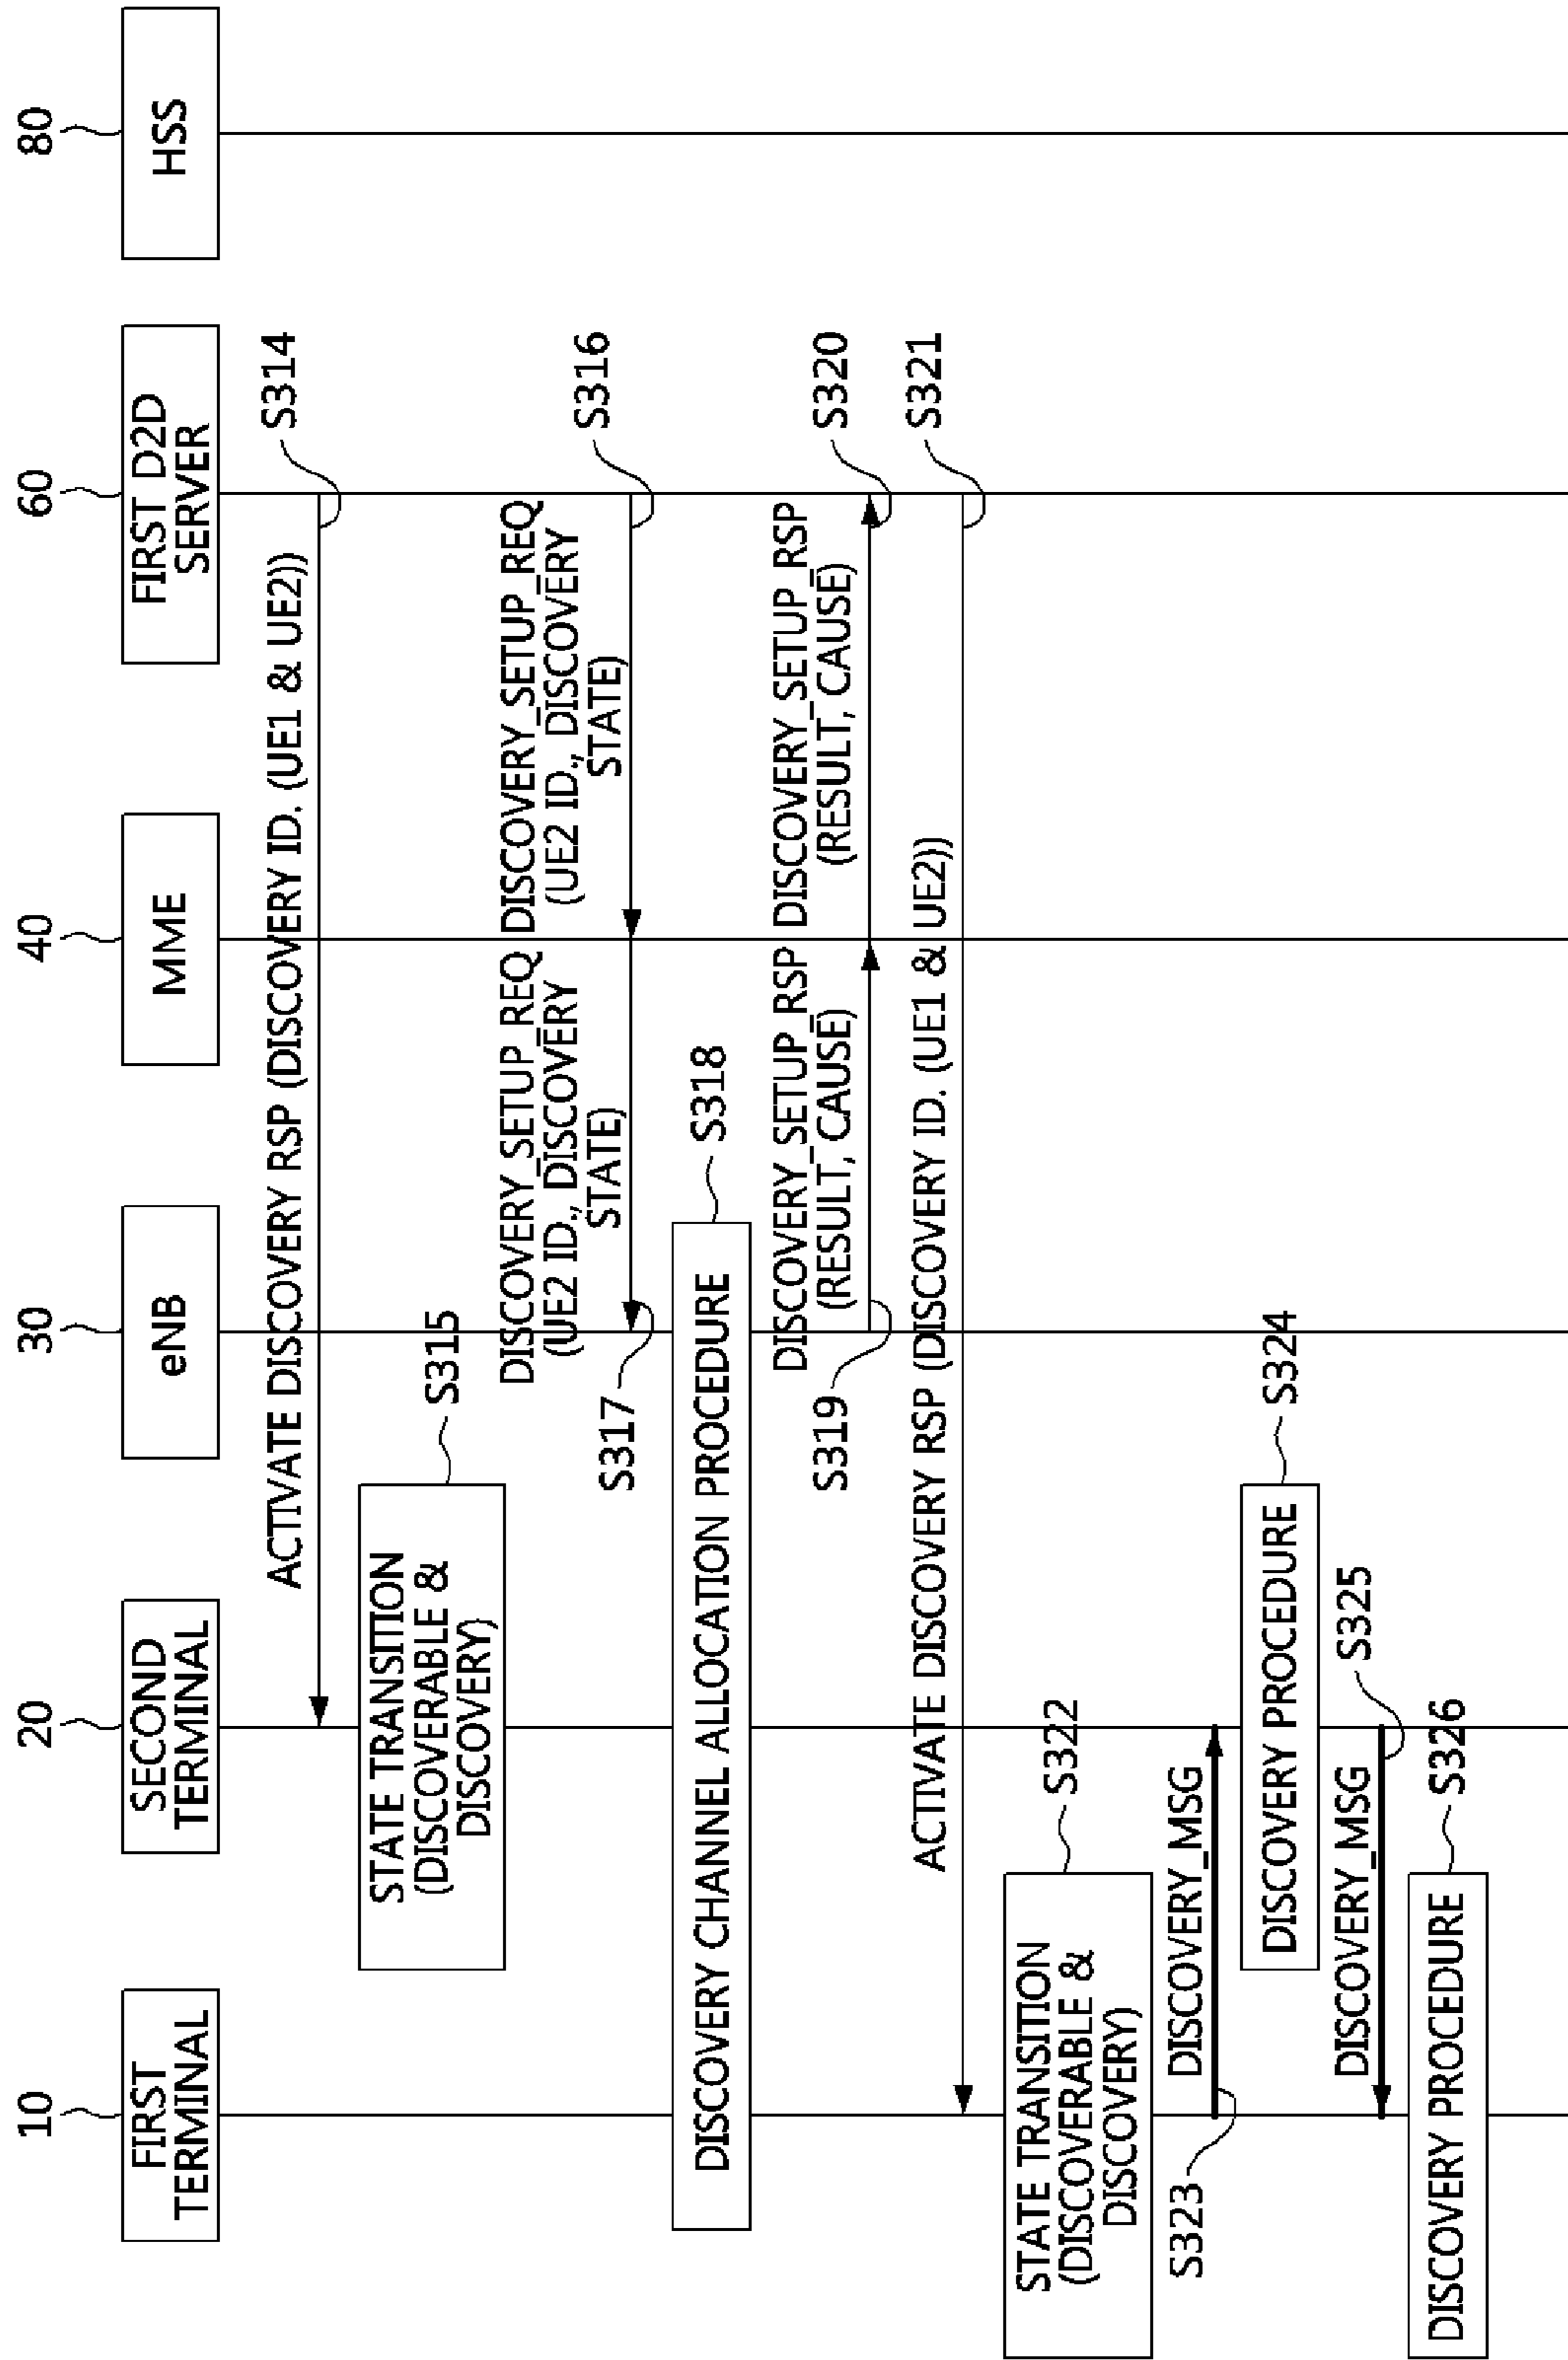 10
FIRST
TERMINAL
20
SECOND
TERMINAL
30
eNB
40
MME
60
FIRST D2D
SERVER
80
HSS
ACTIVATE DISCOVERY RSP (DISCOVERY ID. (UE1 & UE2))
S314
STATE TRANSITION
(DISCOVERABLE &
DISCOVERY)
S315
DISCOVERY_SETUP_REQ
(UE2 ID., DISCOVERY
STATE)
S316
DISCOVERY_SETUP_REQ
(UE2 ID., DISCOVERY
STATE)
S317
DISCOVERY CHANNEL ALLOCATION PROCEDURE
S318
DISCOVERY_SETUP_RSP
(RESULT, CAUSE)
S319
DISCOVERY_SETUP_RSP
(RESULT, CAUSE)
S320
ACTIVATE DISCOVERY RSP (DISCOVERY ID. (UE1 & UE2))
S321
STATE TRANSITION
(DISCOVERABLE &
DISCOVERY)
S322
S323
DISCOVERY_MSG
DISCOVERY PROCEDURE
S324
DISCOVERY_MSG
S325
DISCOVERY PROCEDURE
S326